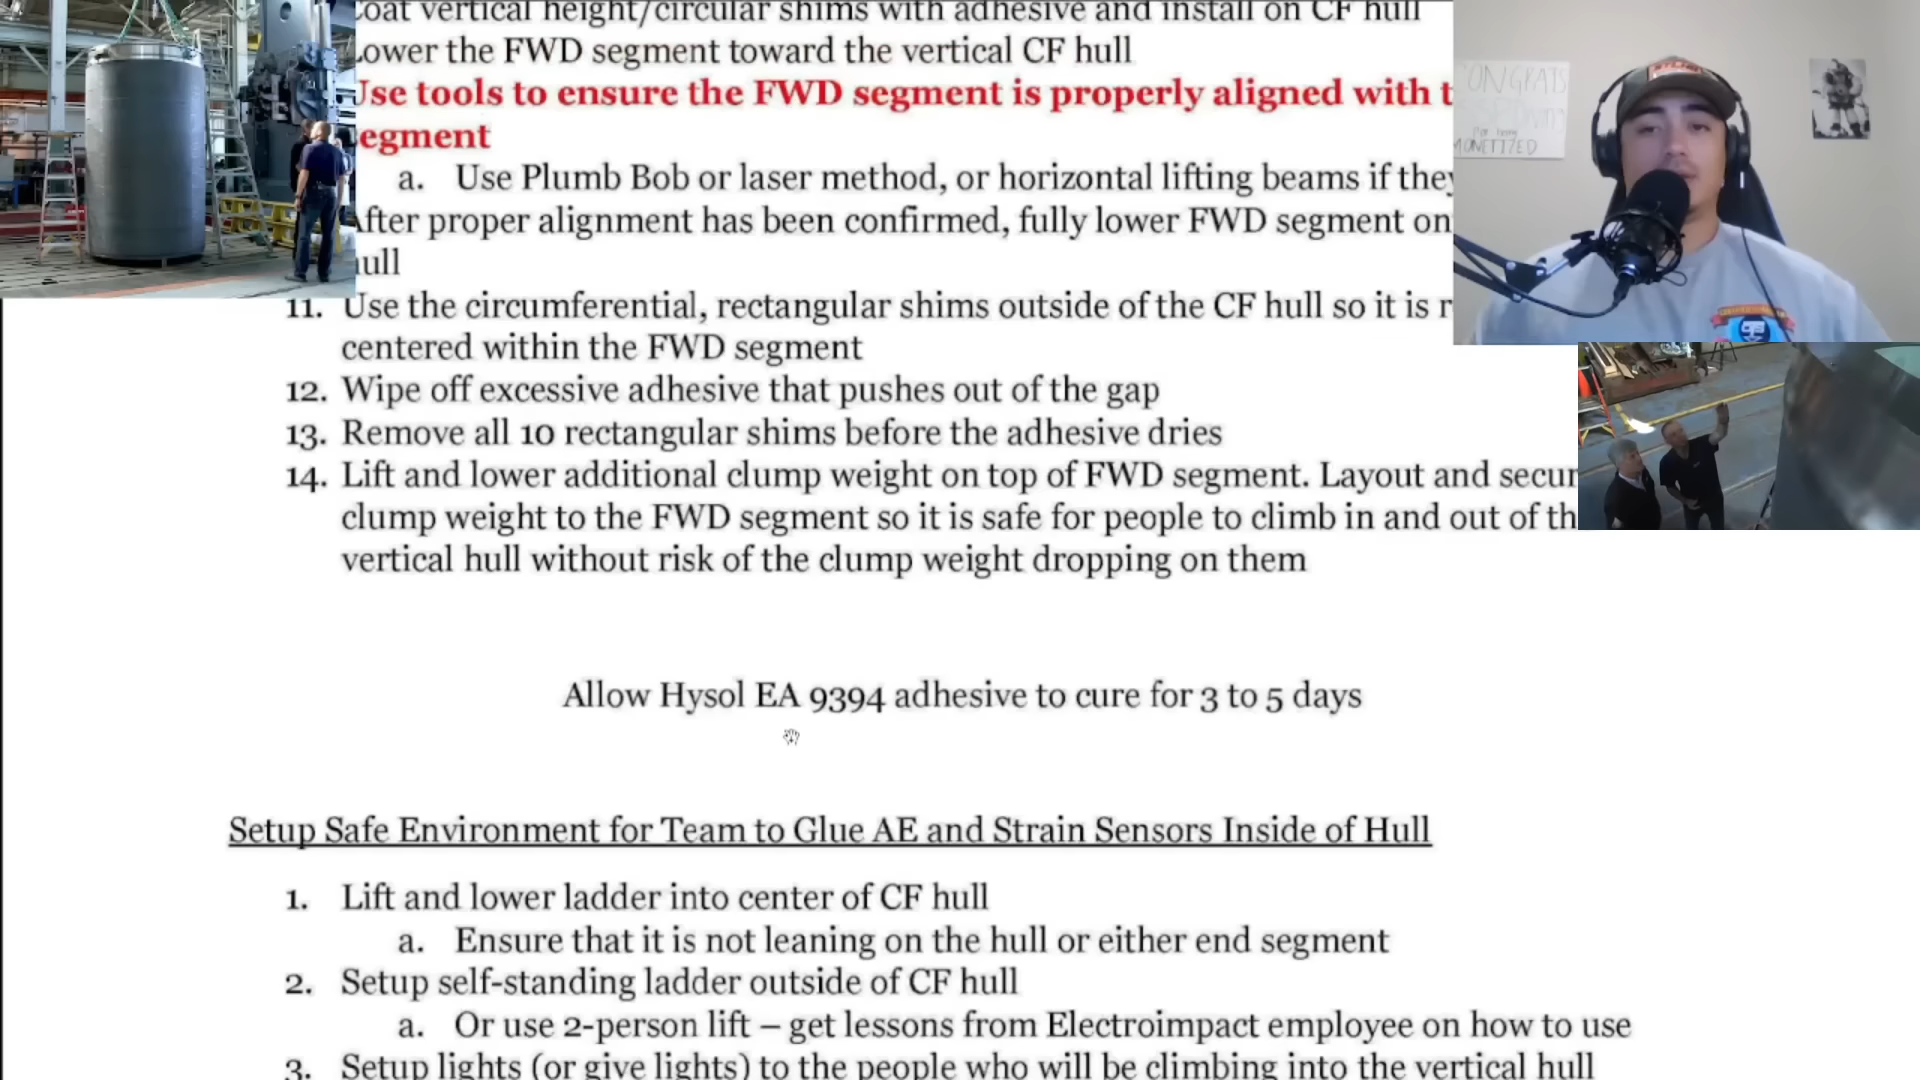 Coat vertical height/circular shims with adhesive and install on CF hull
Lower the FWD segment toward the vertical CF hull
Use tools to ensure the FWD segment is properly aligned with t
egment
a. Use Plumb Bob or laser method, or horizontal lifting beams if they
After proper alignment has been confirmed, fully lower FWD segment on
hull
11. Use the circumferential, rectangular shims outside of the CF hull so it is r
centered within the FWD segment
12. Wipe off excessive adhesive that pushes out of the gap
13. Remove all 10 rectangular shims before the adhesive dries
14. Lift and lower additional clump weight on top of FWD segment. Layout and secur
clump weight to the FWD segment so it is safe for people to climb in and out of th
vertical hull without risk of the clump weight dropping on them
Allow Hysol EA 9394 adhesive to cure for 3 to 5 days
Setup Safe Environment for Team to Glue AE and Strain Sensors Inside of Hull
1. Lift and lower ladder into center of CF hull
a. Ensure that it is not leaning on the hull or either end segment
2. Setup self-standing ladder outside of CF hull
a. Or use 2-person lift – get lessons from Electroimpact employee on how to use
3. Setup lights (or give lights) to the people who will be climbing into the vertical hull
CONGRATS
MONETIZED